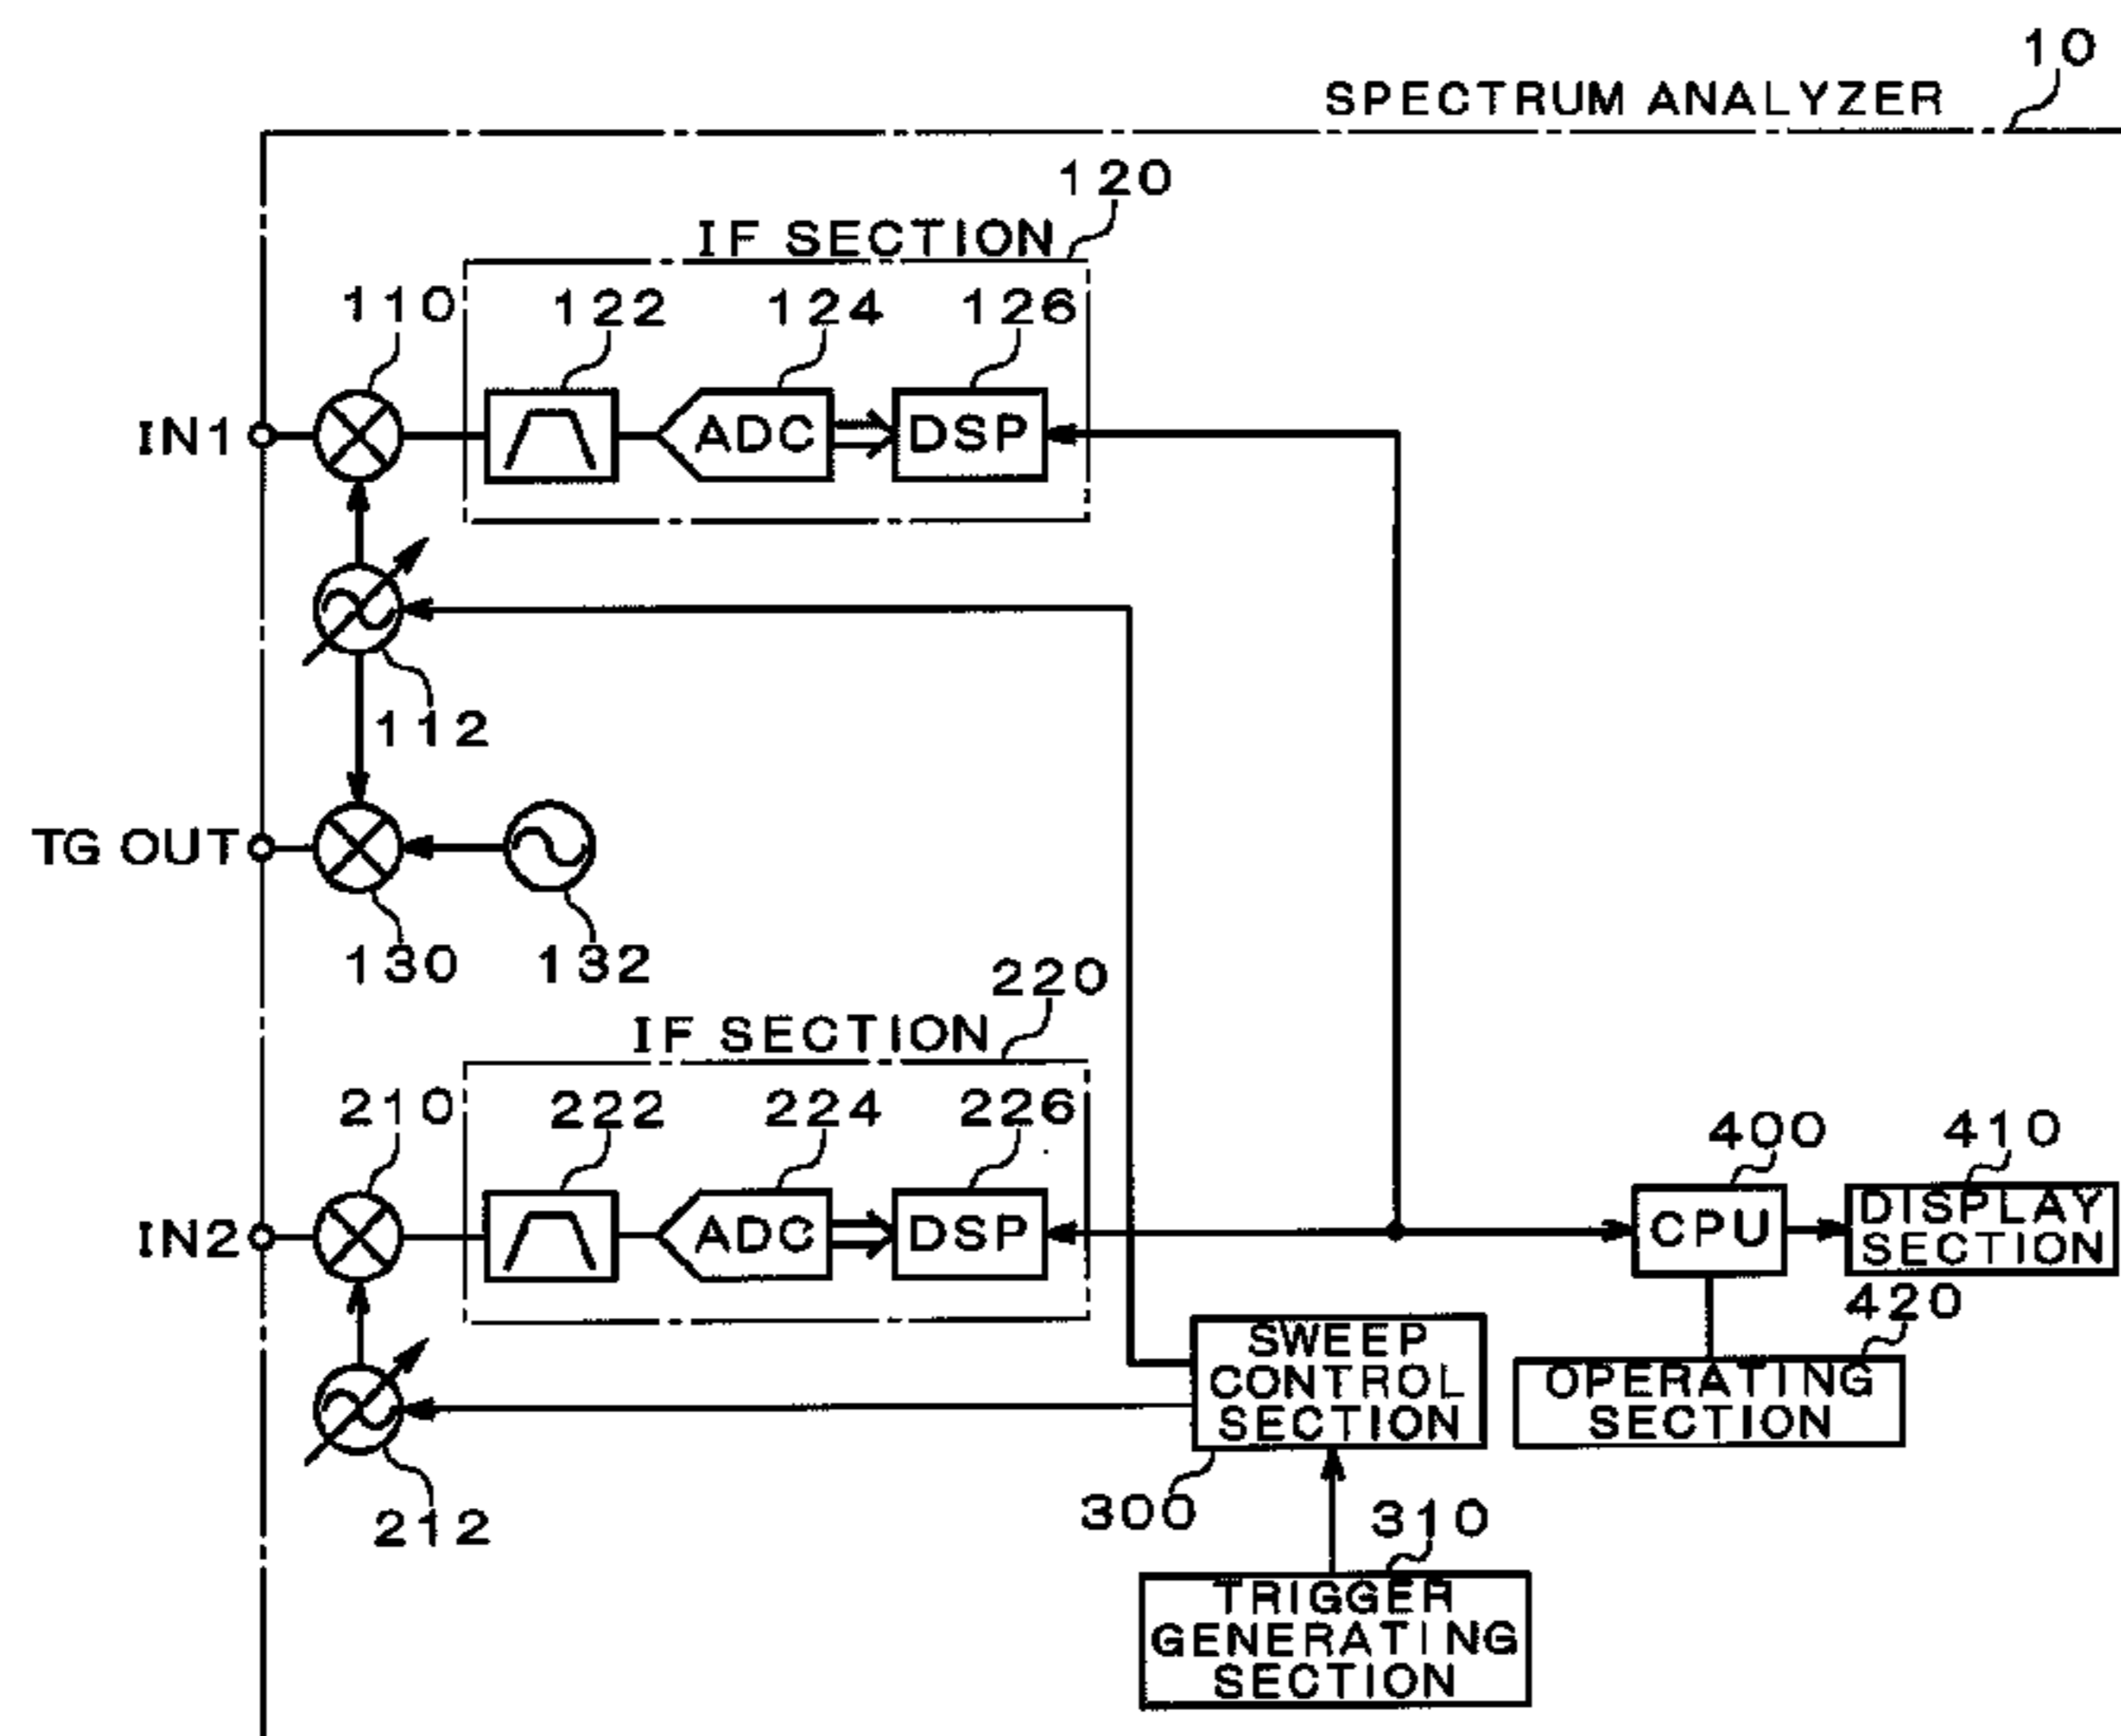 10
SPECTRUM ANALYZER
120
IF SECTION
110
122
124
126
IN1
ADC
DSP
112
TG OUT
130
132
220
IF SECTION
210
222
224
226
400
410
IN2
ADC
DSP
CPU
DISPLAY
SECTION
420
SWEEP
CONTROL
SECTION
OPERATING
SECTION
212
300
310
TRIGGER
GENERATING
SECTION